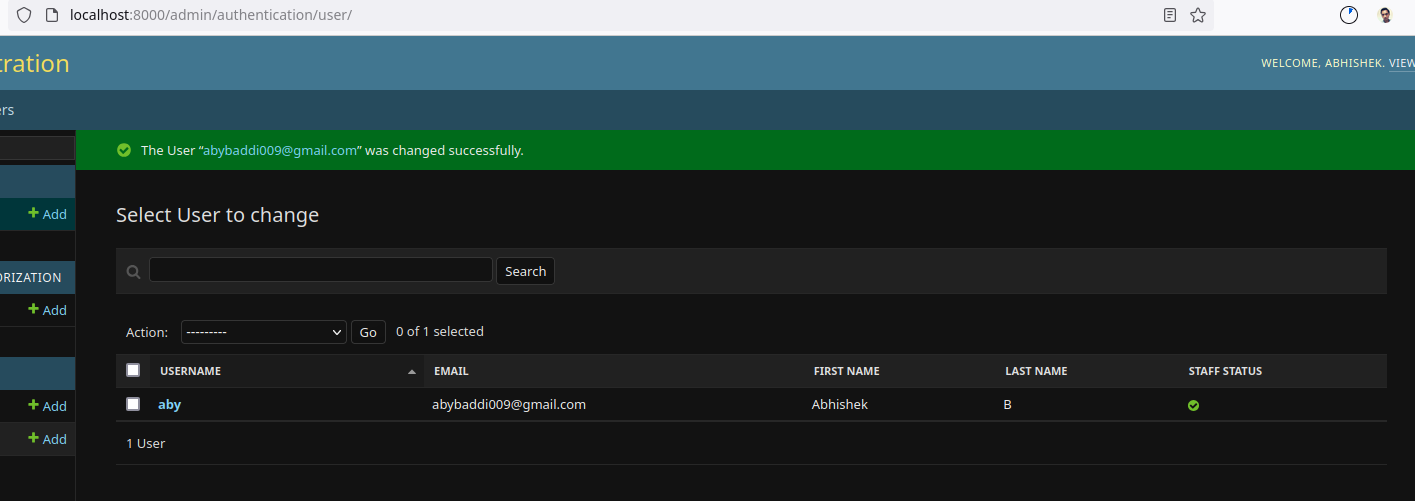 localhost:8000/admin/authentication/user/
tration
WELCOME, ABHISHEK. VIEW
ers
The User “abybaddi009@gmail.com” was changed successfully.
Add
ORIZATION
Add
Add
Add
Select User to change
Search
Action: --------- Go 0 of 1 selected
USERNAME EMAIL FIRST NAME LAST NAME STAFF STATUS
aby abybaddi009@gmail.com Abhishek B
1 User